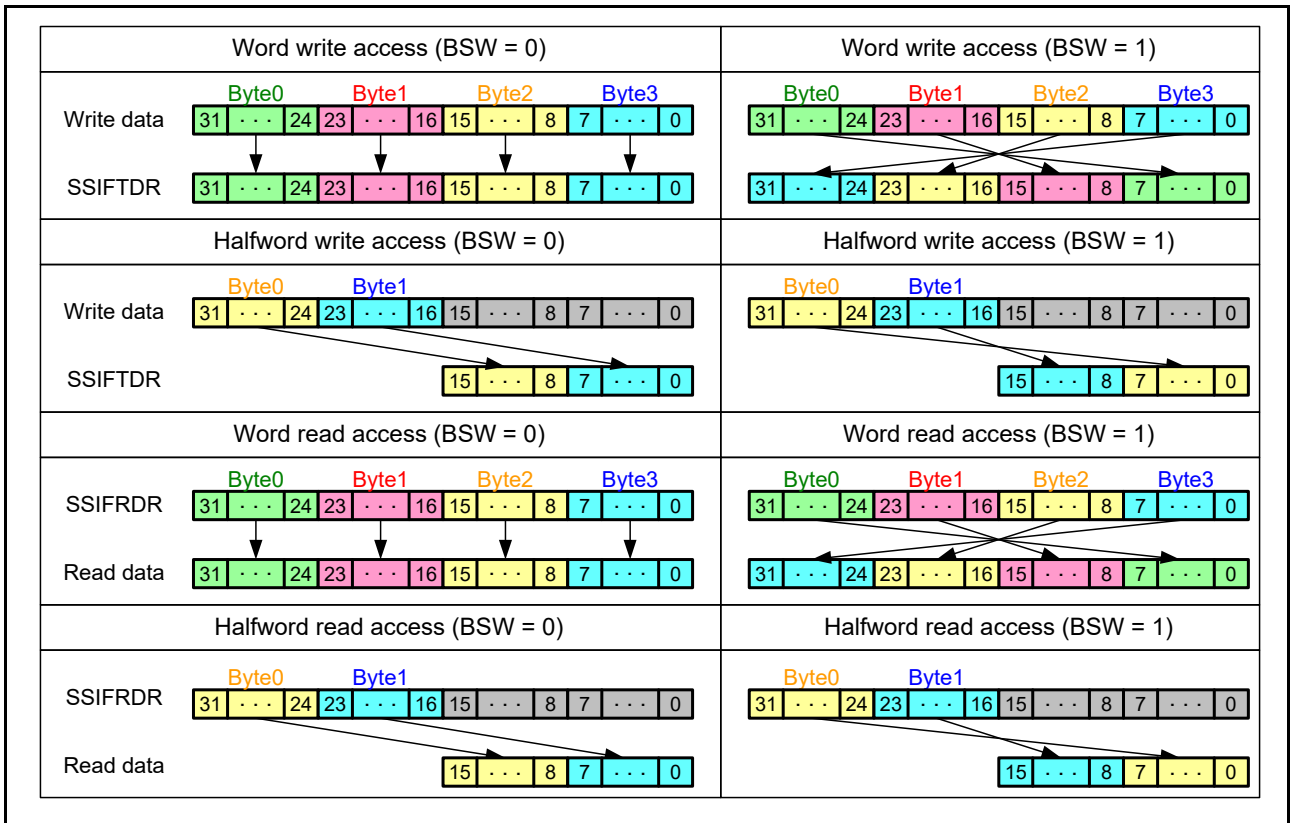 Word write access (BSW = 0)
Word write access (BSW = 1)
Byte0 Byte1 Byte2 Byte3
Byte0 Byte1 Byte2 Byte3
Write data 31 · · · 24 23 · · · 16 15 · · · 8 7 · · · 0
31 · · · 24 23 · · · 16 15 · · · 8 7 · · · 0
SSIFTDR 31 · · · 24 23 · · · 16 15 · · · 8 7 · · · 0
31 · · · 24 23 · · · 16 15 · · · 8 7 · · · 0
Halfword write access (BSW = 0)
Halfword write access (BSW = 1)
Byte0 Byte1
Byte0 Byte1
Write data 31 · · · 24 23 · · · 16 15 · · · 8 7 · · · 0
31 · · · 24 23 · · · 16 15 · · · 8 7 · · · 0
SSIFTDR 15 · · · 8 7 · · · 0
15 · · · 8 7 · · · 0
Word read access (BSW = 0)
Word read access (BSW = 1)
Byte0 Byte1 Byte2 Byte3
Byte0 Byte1 Byte2 Byte3
SSIFRDR 31 · · · 24 23 · · · 16 15 · · · 8 7 · · · 0
31 · · · 24 23 · · · 16 15 · · · 8 7 · · · 0
Read data 31 · · · 24 23 · · · 16 15 · · · 8 7 · · · 0
31 · · · 24 23 · · · 16 15 · · · 8 7 · · · 0
Halfword read access (BSW = 0)
Halfword read access (BSW = 1)
Byte0 Byte1
Byte0 Byte1
SSIFRDR 31 · · · 24 23 · · · 16 15 · · · 8 7 · · · 0
31 · · · 24 23 · · · 16 15 · · · 8 7 · · · 0
Read data 15 · · · 8 7 · · · 0
15 · · · 8 7 · · · 0